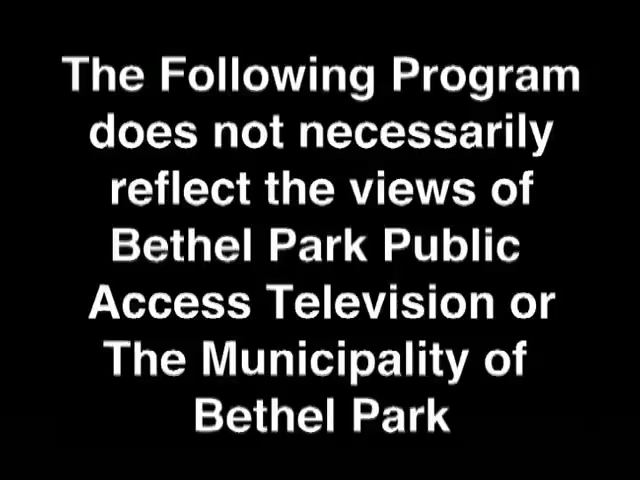 The Following Program
does not necessarily
reflect the views of
Bethel Park Public
Access Television or
The Municipality of
Bethel Park